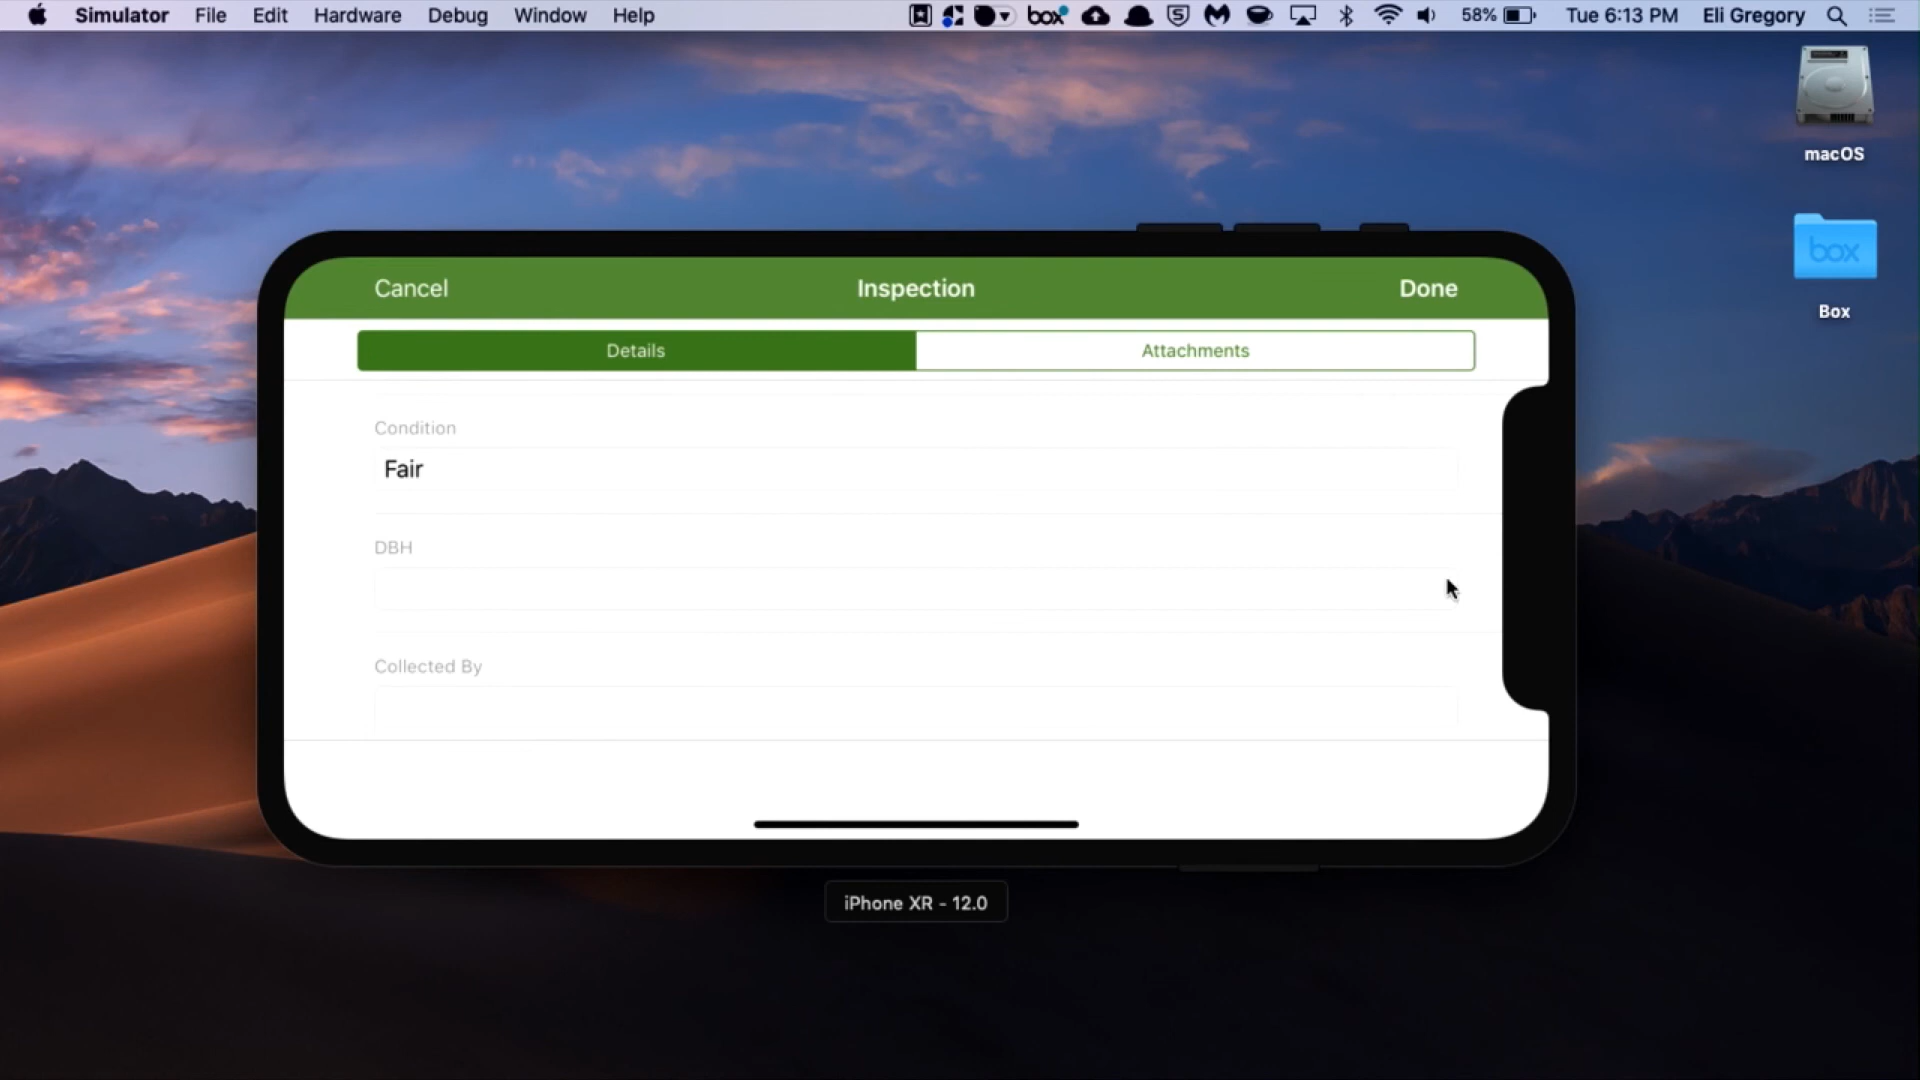 Simulator File Edit Hardware Debug Window Help box 58% Tue 6:13 PM Eli Gregory
macOS
box
Box
Cancel Inspection Done
Details Attachments
Condition
Fair
DBH
Collected By
iPhone XR - 12.0